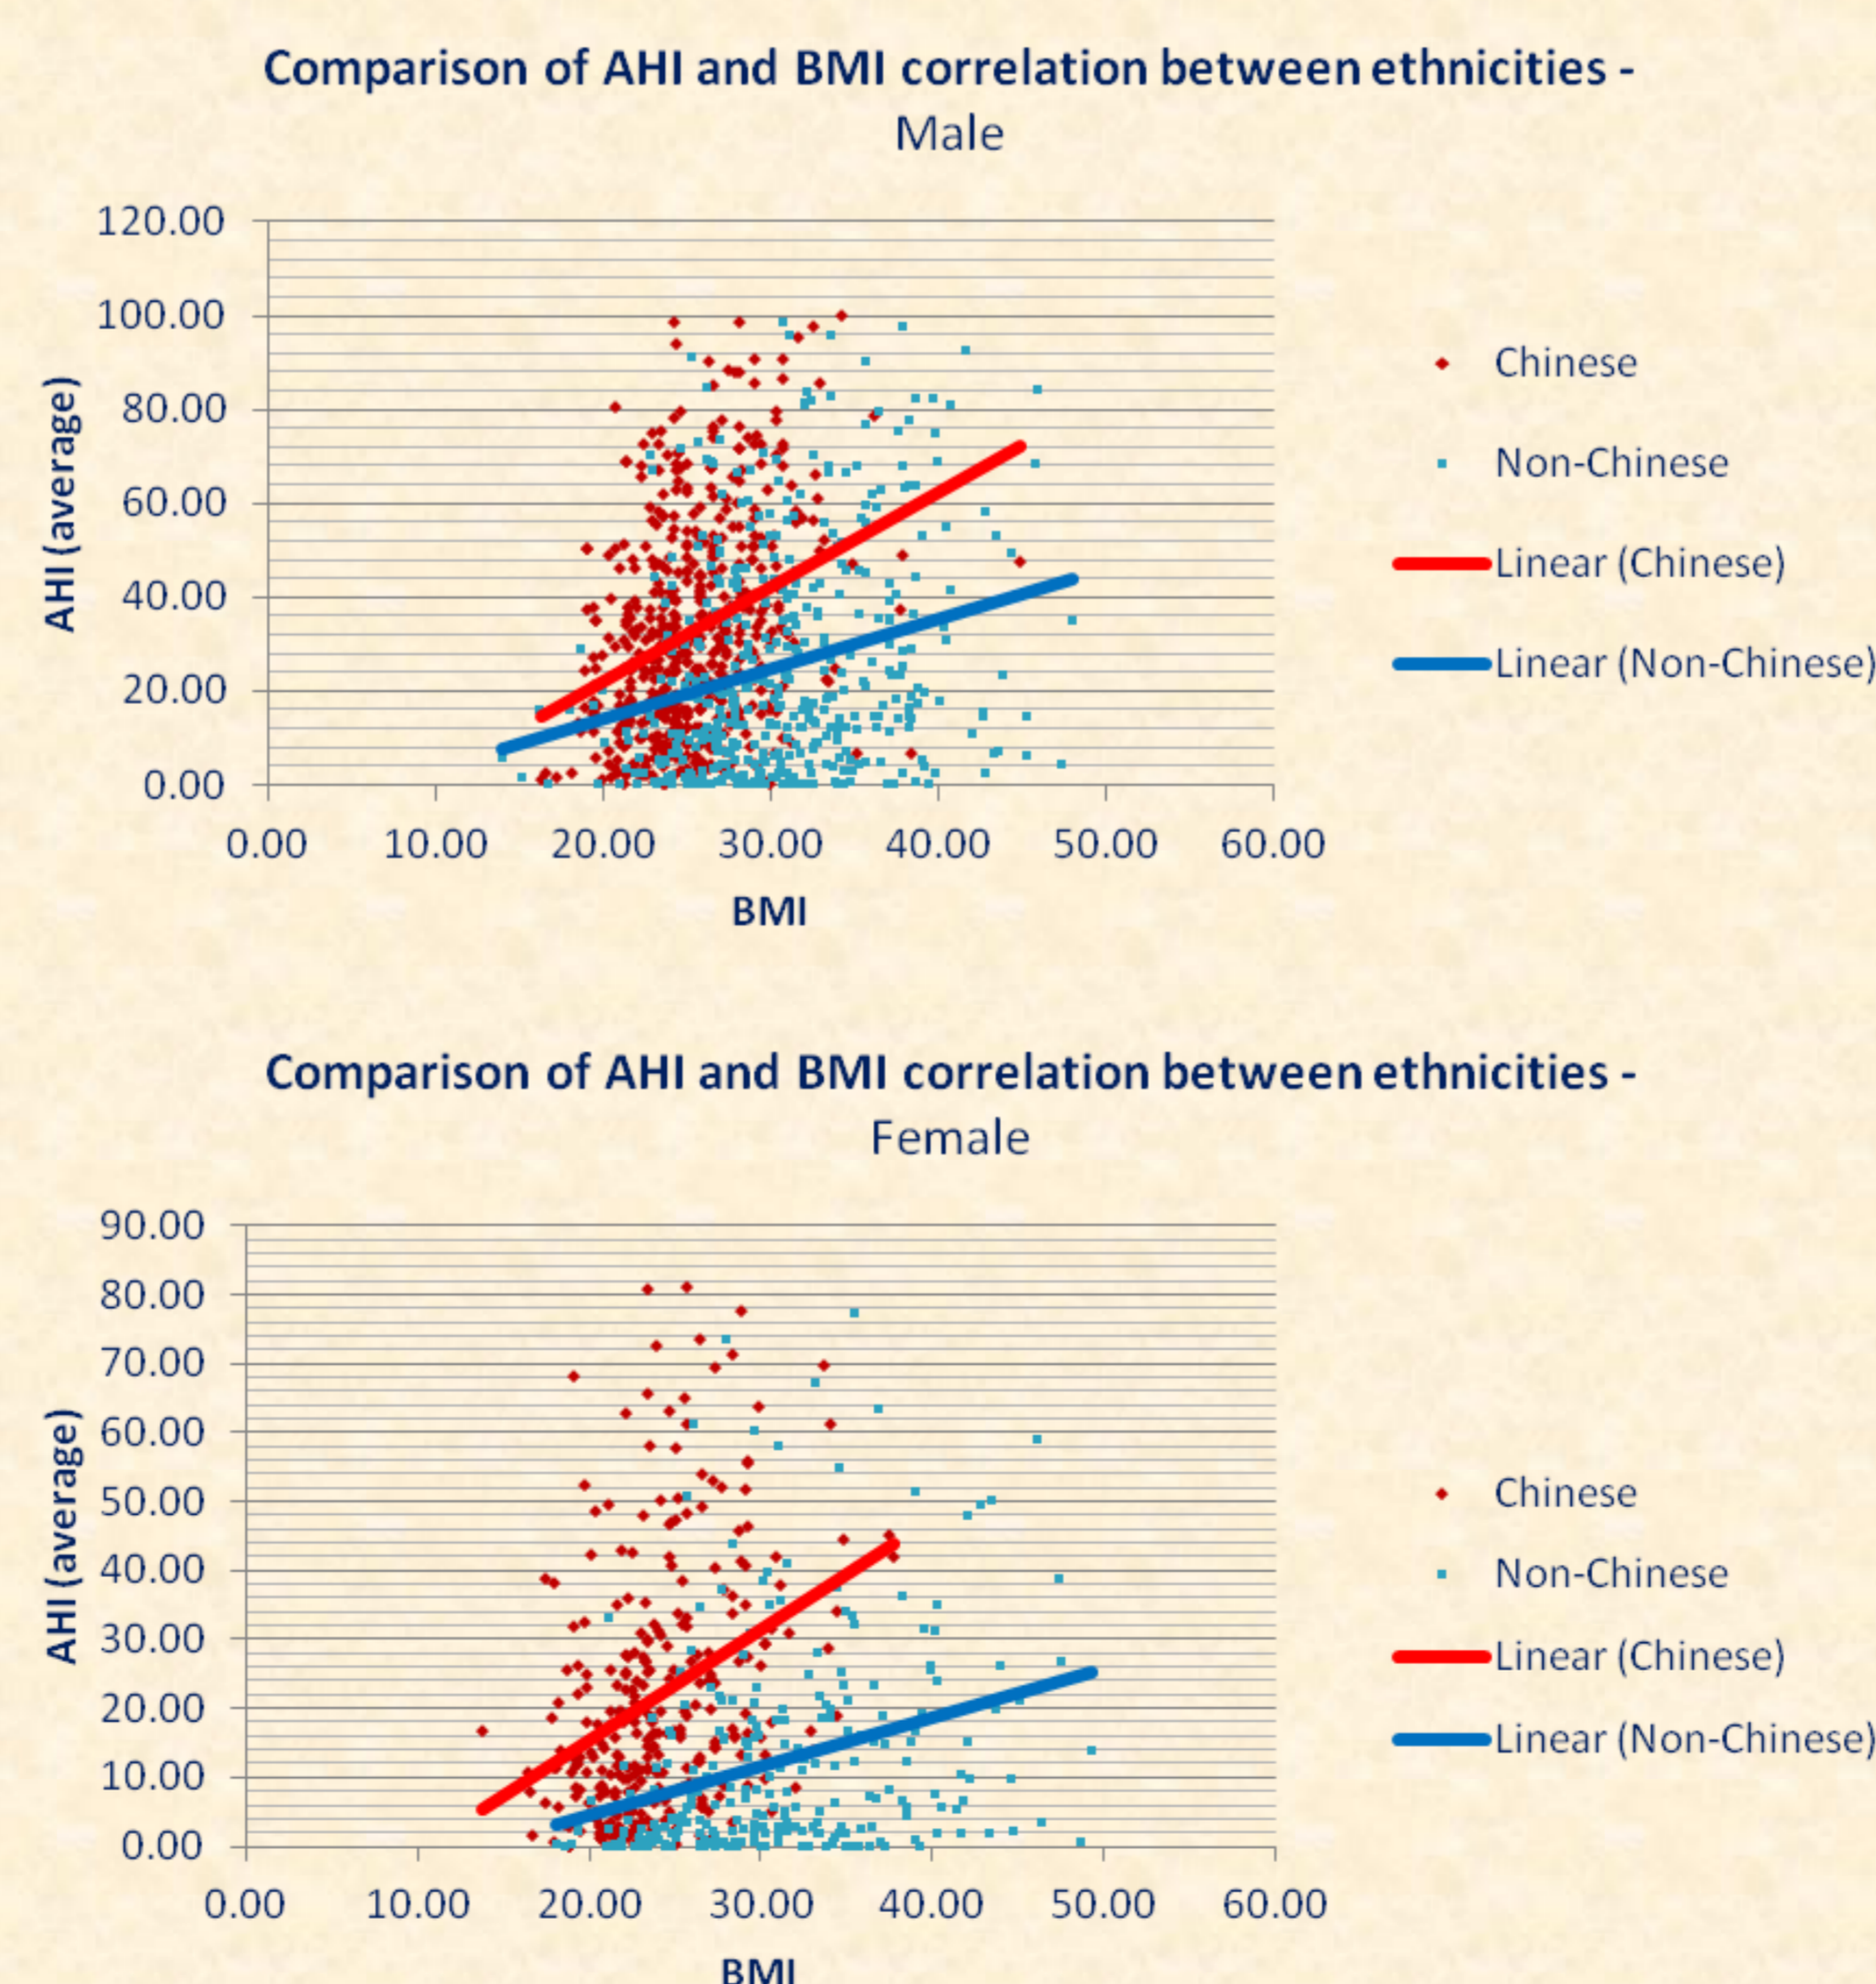 Comparison of AHI and BMI correlation between ethnicities -
Male
120.00
100.00
80.00
60.00
40.00
20.00
0.00
AHI (average)
0.00 10.00 20.00 30.00 40.00 50.00 60.00
BMI
Chinese
Non-Chinese
Linear (Chinese)
Linear (Non-Chinese)
Comparison of AHI and BMI correlation between ethnicities -
Female
90.00
80.00
70.00
60.00
50.00
40.00
30.00
20.00
10.00
0.00
AHI (average)
0.00 10.00 20.00 30.00 40.00 50.00 60.00
BMI
Chinese
Non-Chinese
Linear (Chinese)
Linear (Non-Chinese)